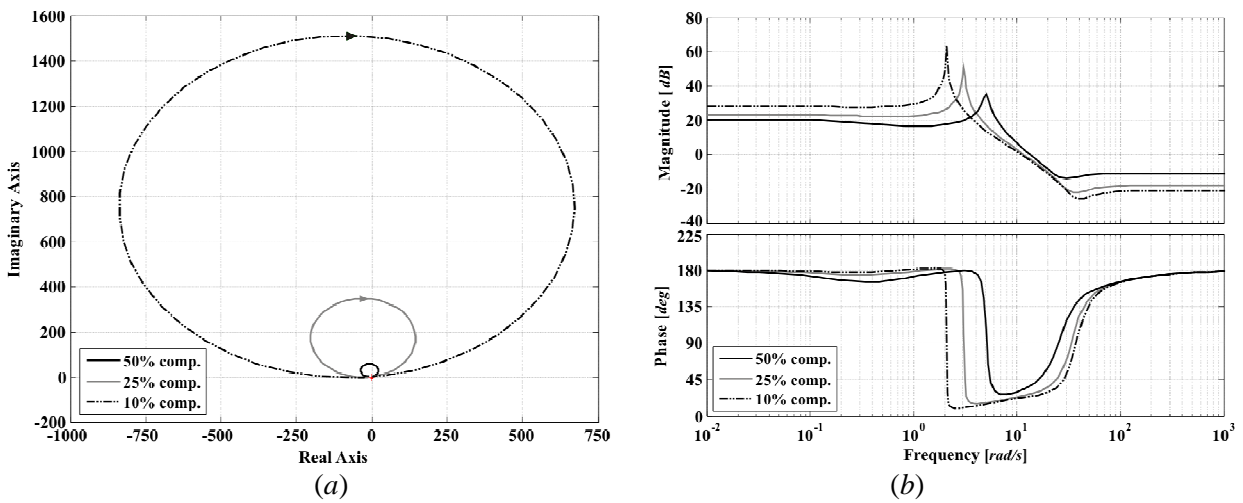 1600
1400
1200
1000
800
600
400
200
0
-200
Imaginary Axis
50% comp.
25% comp.
10% comp.
-1000 -750 -500 -250 0 250 500 750
Real Axis
(a)
80
60
40
20
0
-20
40
Magnitude [dB]
225
180
135
90
45
0
Phase [deg]
50% comp.
25% comp.
10% comp.
10^-2 10^-1 10^0 10^1 10^2 10^3
Frequency [rad/s]
(b)